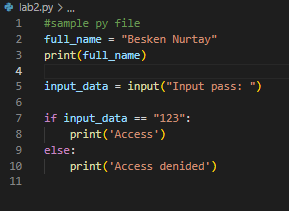 lab2.py > ...
1 #sample py file
2 full_name = "Besken Nurtay"
3 print(full_name)
4
5 input_data = input("Input pass: ")
6
7 if input_data == "123":
8     print('Access')
9 else:
10     print('Access denided')
11